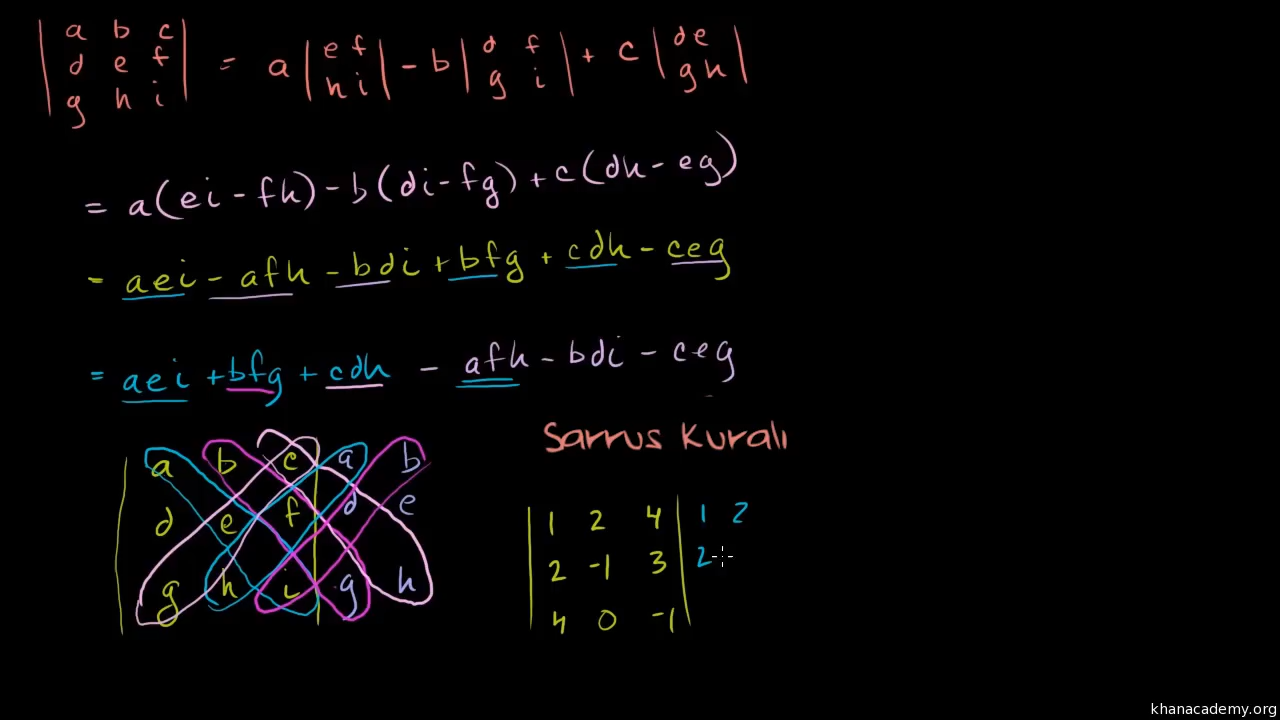 | a b c |
| d e f | = a | e f | - b | d f | + c | d e |
| g h i | | h i | | g i | | g h |
= a(ei - fh) - b(di - fg) + c(dh - eg)
- aei - afh - bdi + bfg + cdh - ceg
= aei + bfg + cdh - afh - bdi - ceg
Sarrus Kuralı
| a b c | a b
| d e f | d e
| g h i | g h
| 1 2 4 | 1 2
| 2 -1 3 | 2
| 4 0 -1 |
khanacademy.org